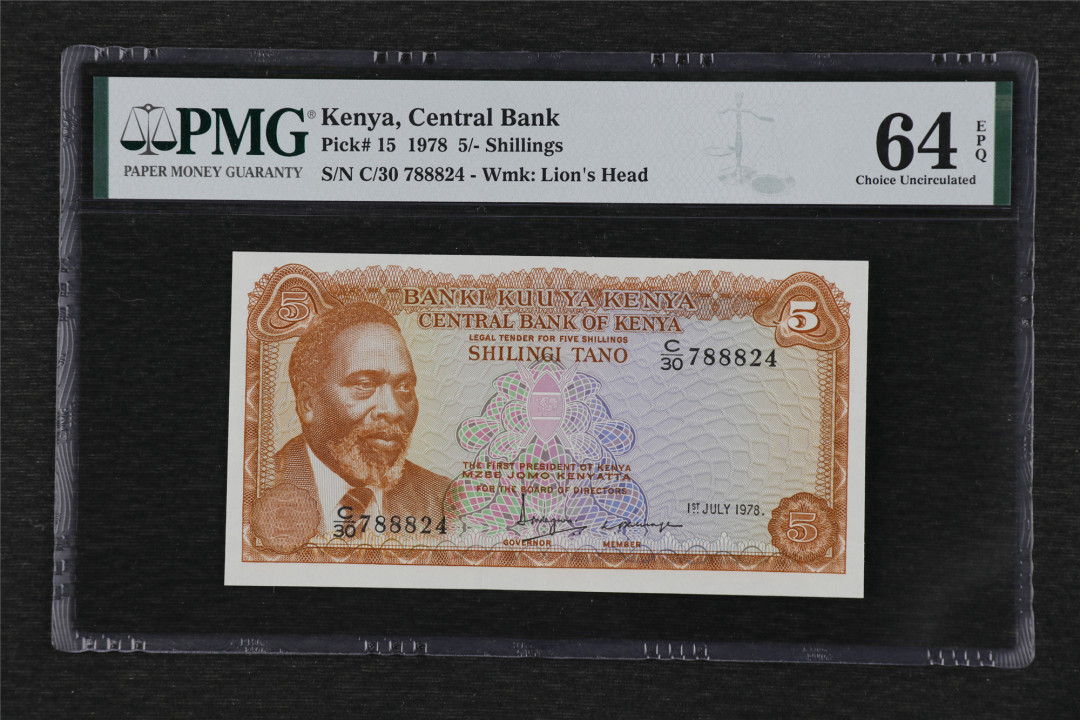 PMG®
PAPER MONEY GUARANTY
Kenya, Central Bank
Pick# 15 1978 5/- Shillings
S/N C/30 788824 - Wmk: Lion's Head
64
EPQ
Choice Uncirculated
5
BANKI KUU YA KENYA
5
CENTRAL BANK OF KENYA
LEGAL TENDER FOR FIVE SHILLINGS
SHILINGI TANO
C/30 788824
THE FIRST PRESIDENT OF KENYA
MZEE JOMO KENYATTA
FOR THE BOARD OF DIRECTORS
1ST JULY 1978.
C/30 788824
GOVERNOR
MEMBER
5